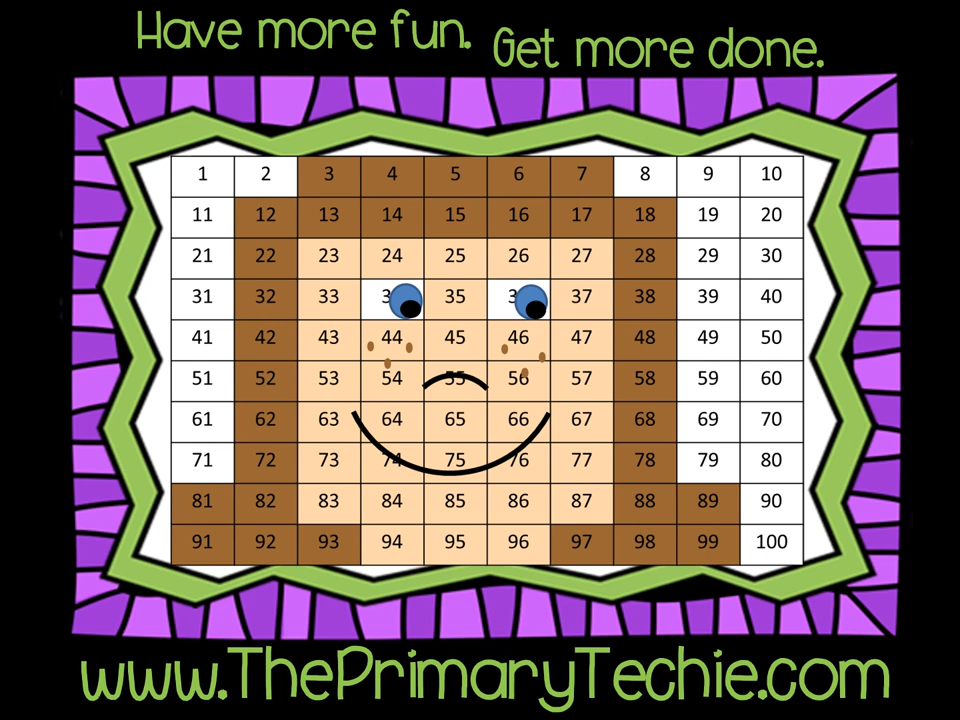 Have more fun. Get more done.
1 2 3 4 5 6 7 8 9 10
11 12 13 14 15 16 17 18 19 20
21 22 23 24 25 26 27 28 29 30
31 32 33 35 37 38 39 40
41 42 43 44 45 46 47 48 49 50
51 52 53 54 55 56 57 58 59 60
61 62 63 64 65 66 67 68 69 70
71 72 73 74 75 76 77 78 79 80
81 82 83 84 85 86 87 88 89 90
91 92 93 94 95 96 97 98 99 100
www.ThePrimaryTechie.com